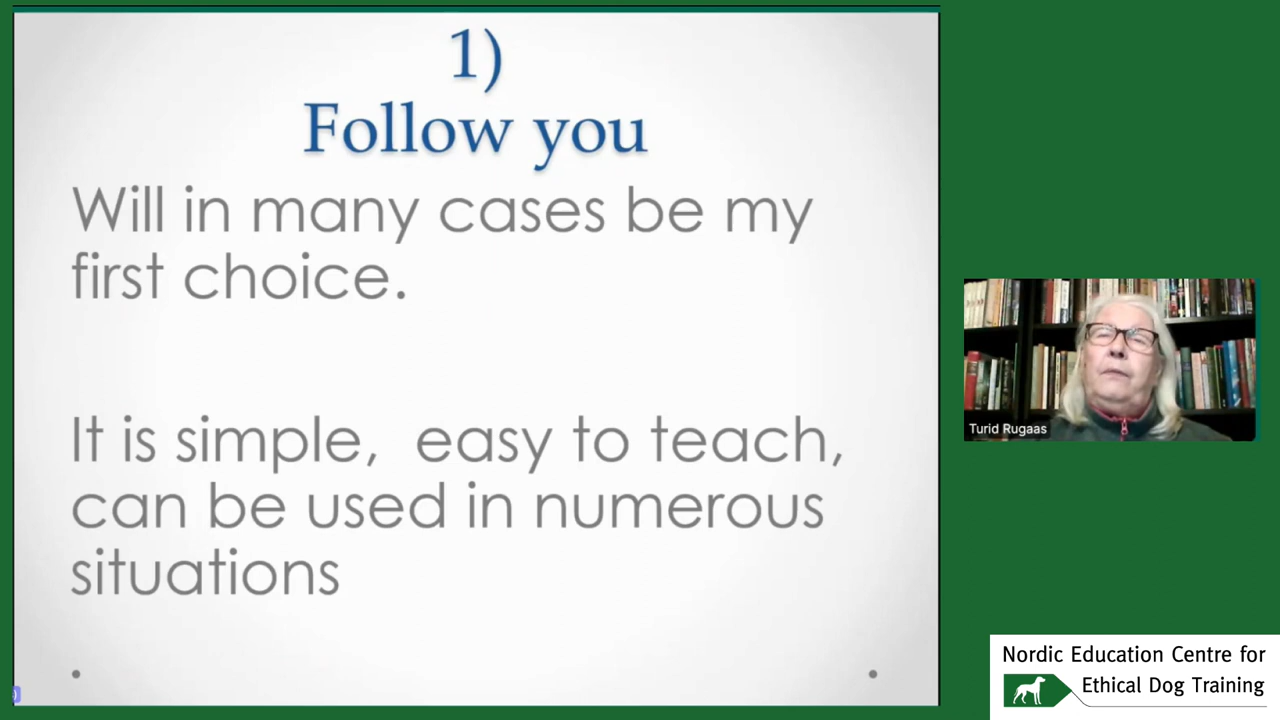 1)
Follow you
Will in many cases be my
first choice.
It is simple, easy to teach,
can be used in numerous
situations
Turid Rugaas
Nordic Education Centre for
Ethical Dog Training